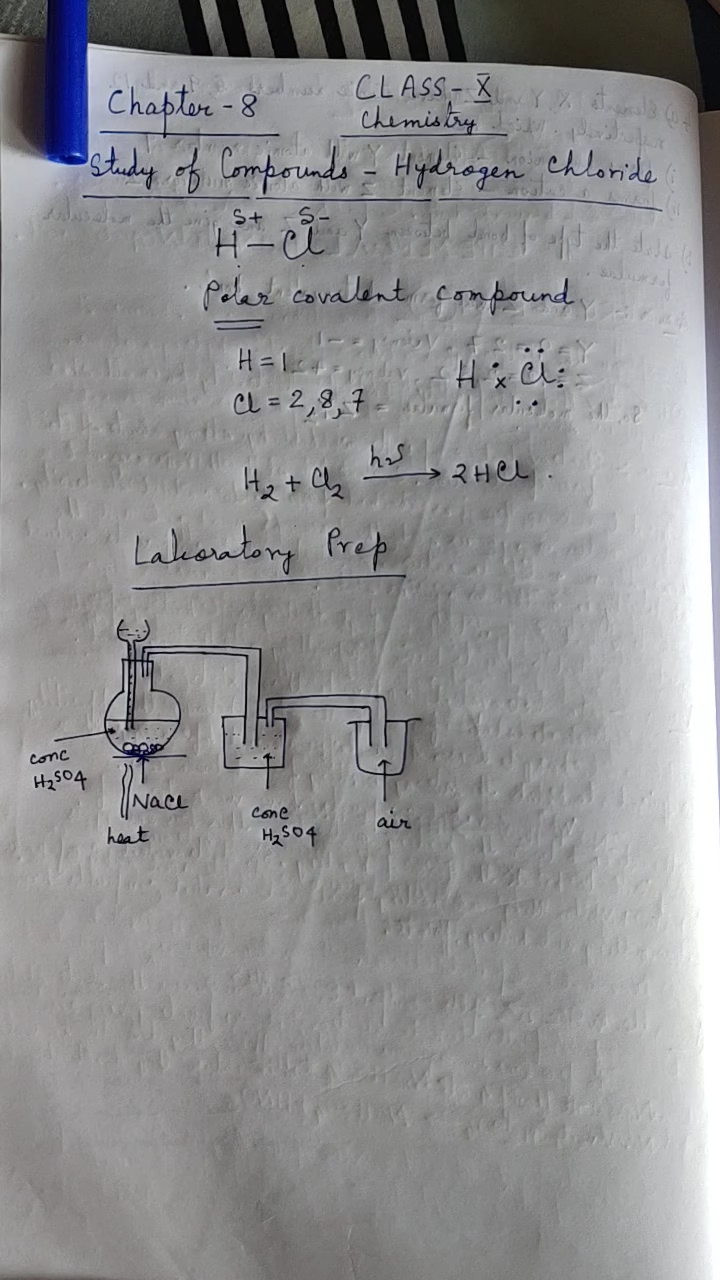 Chapter - 8
CLASS - X
Chemistry
Study of Compounds - Hydrogen Chloride
δ+ δ-
H — Cl
Polar covalent compound
H = 1
Cl = 2, 8, 7
H Cl
H₂ + Cl₂ hν → 2HCl .
Laboratory Prep
conc
H₂SO₄
NaCl
heat
conc
H₂SO₄
air